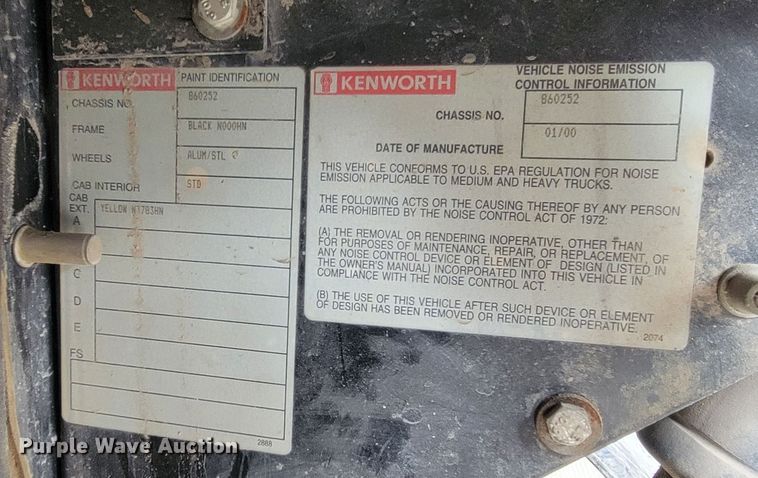 KENWORTH
PAINT IDENTIFICATION
CHASSIS NO.
860252
FRAME
BLACK N000HN
WHEELS
ALUM/STL
CAB INTERIOR
STD
CAB
EXT.
YELLOW N1783HN
A
C
D
E
FS
2888
KENWORTH
VEHICLE NOISE EMISSION
CONTROL INFORMATION
CHASSIS NO.
860252
DATE OF MANUFACTURE
01/00
THIS VEHICLE CONFORMS TO U.S. EPA REGULATION FOR NOISE
EMISSION APPLICABLE TO MEDIUM AND HEAVY TRUCKS.
THE FOLLOWING ACTS OR THE CAUSING THEREOF BY ANY PERSON
ARE PROHIBITED BY THE NOISE CONTROL ACT OF 1972:
(A) THE REMOVAL OR RENDERING INOPERATIVE, OTHER THAN
FOR PURPOSES OF MAINTENANCE, REPAIR, OR REPLACEMENT, OF
ANY NOISE CONTROL DEVICE OR ELEMENT OF DESIGN (LISTED IN
THE OWNER'S MANUAL) INCORPORATED INTO THIS VEHICLE IN
COMPLIANCE WITH THE NOISE CONTROL ACT.
(B) THE USE OF THIS VEHICLE AFTER SUCH DEVICE OR ELEMENT
OF DESIGN HAS BEEN REMOVED OR RENDERED INOPERATIVE.
2074
Purple Wave Auction